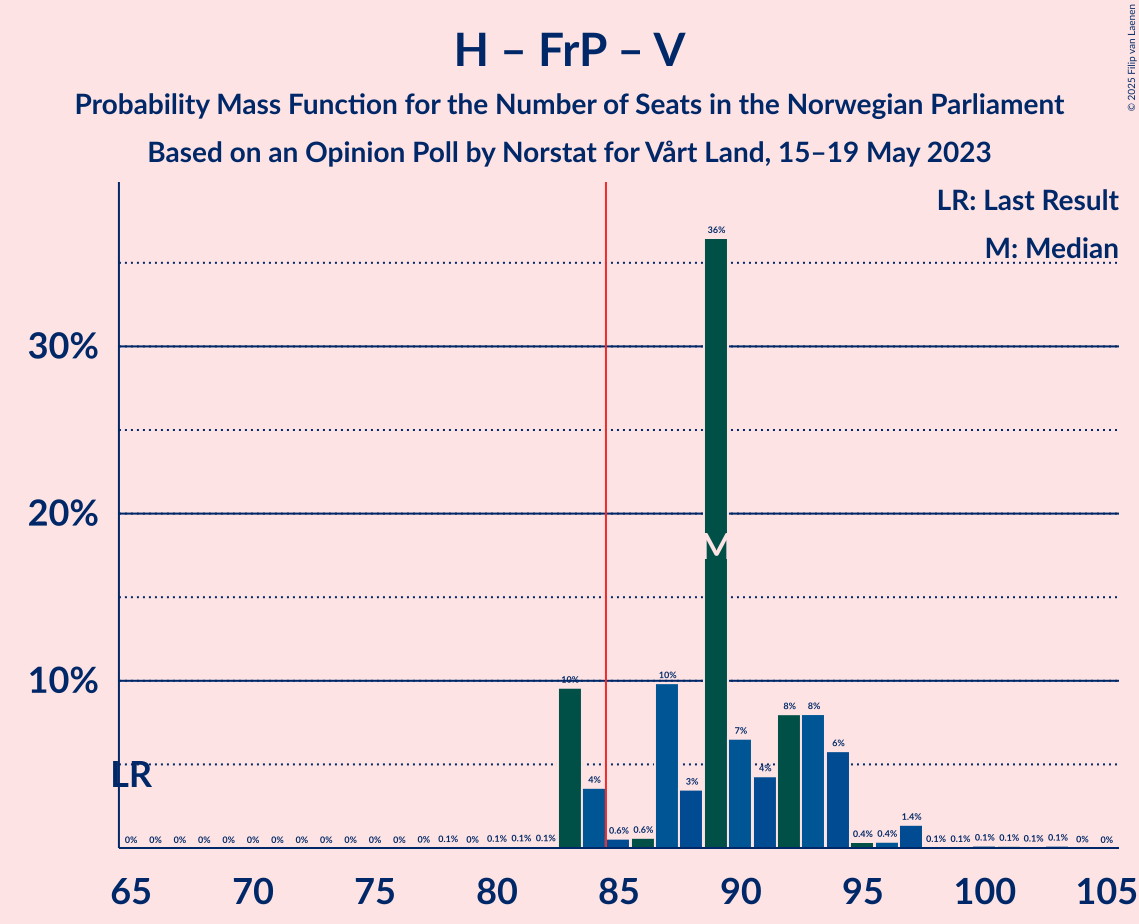 H – FrP – V
Probability Mass Function for the Number of Seats in the Norwegian Parliament
Based on an Opinion Poll by Norstat for Vårt Land, 15–19 May 2023
© 2025 Filip van Laenen
LR: Last Result
M: Median
36%
30%
20%
M
10%
10% 10%
8% 8%
7%
6%
LR
4% 4%
3%
1.4%
0% 0% 0% 0% 0% 0% 0% 0% 0% 0% 0% 0% 0% 0.1% 0% 0.1% 0.1% 0.1% 0.6% 0.6% 0.4% 0.4% 0.1% 0.1% 0.1% 0.1% 0.1% 0.1% 0% 0%
65 70 75 80 85 90 95 100 105